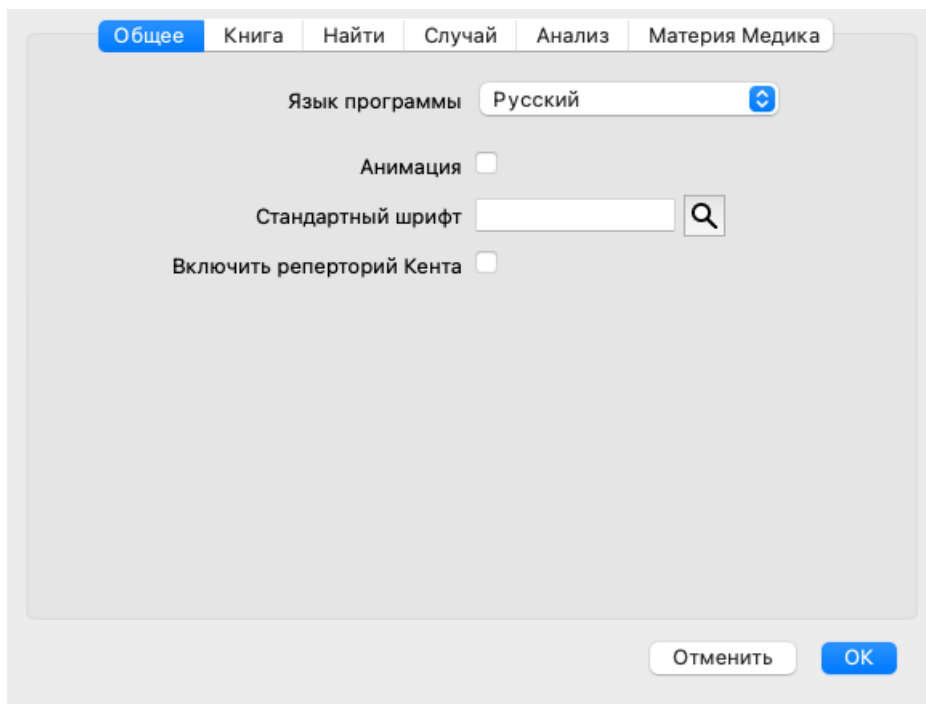 Общее Книга Найти Случай Анализ Материя Медика
Язык программы Русский
Анимация
Стандартный шрифт
Включить реперторий Кента
Отменить OK